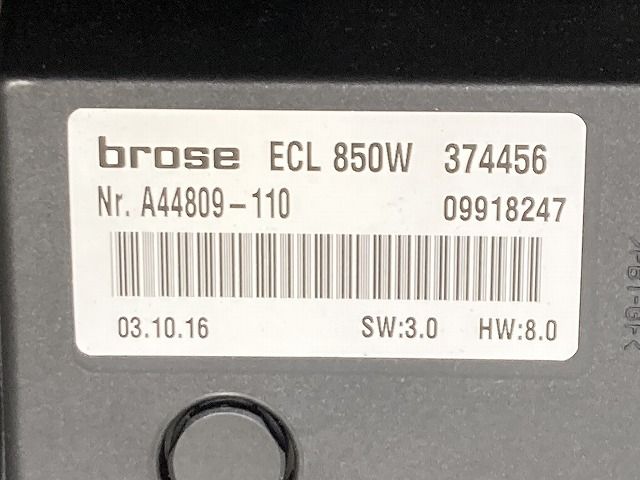 brose ECL 850W 374456
Nr. A44809-110 09918247
03.10.16 SW:3.0 HW:8.0